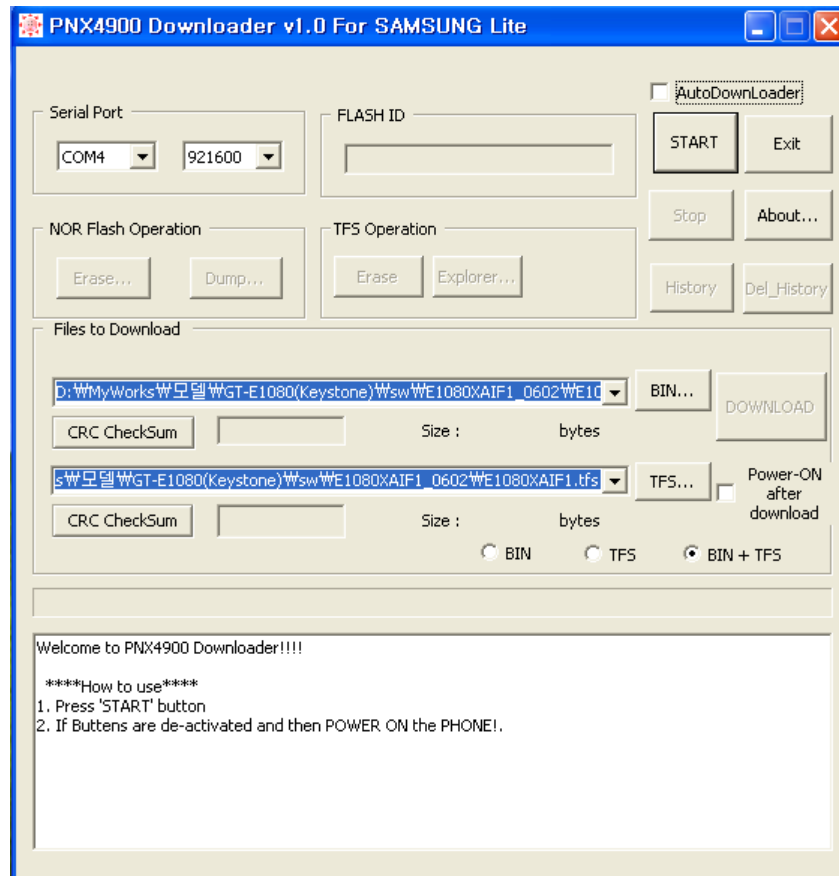 PNX4900 Downloader v1.0 For SAMSUNG Lite
AutoDownLoader
Serial Port
FLASH ID
START
Exit
COM4
921600
Stop
About...
NOR Flash Operation
TFS Operation
Erase...
Dump...
Erase
Explorer...
History
Del_History
Files to Download
D:₩MyWorks₩모델₩GT-E1080(Keystone)₩sw₩E1080XAIF1_0602₩E10
BIN...
DOWNLOAD
CRC CheckSum
Size :
bytes
s₩모델₩GT-E1080(Keystone)₩sw₩E1080XAIF1_0602₩E1080XAIF1.tfs
TFS...
Power-ON
after
download
CRC CheckSum
Size :
bytes
BIN
TFS
BIN + TFS
Welcome to PNX4900 Downloader!!!!
****How to use****
1. Press 'START' button
2. If Buttens are de-activated and then POWER ON the PHONE!.